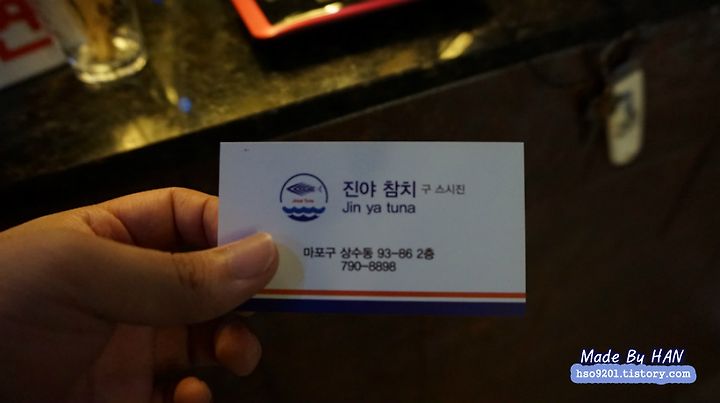 진야 참치 구 스시진
Jin ya tuna
마포구 상수동 93-86 2층
790-8898
Made By HAN
hso9201.tistory.com